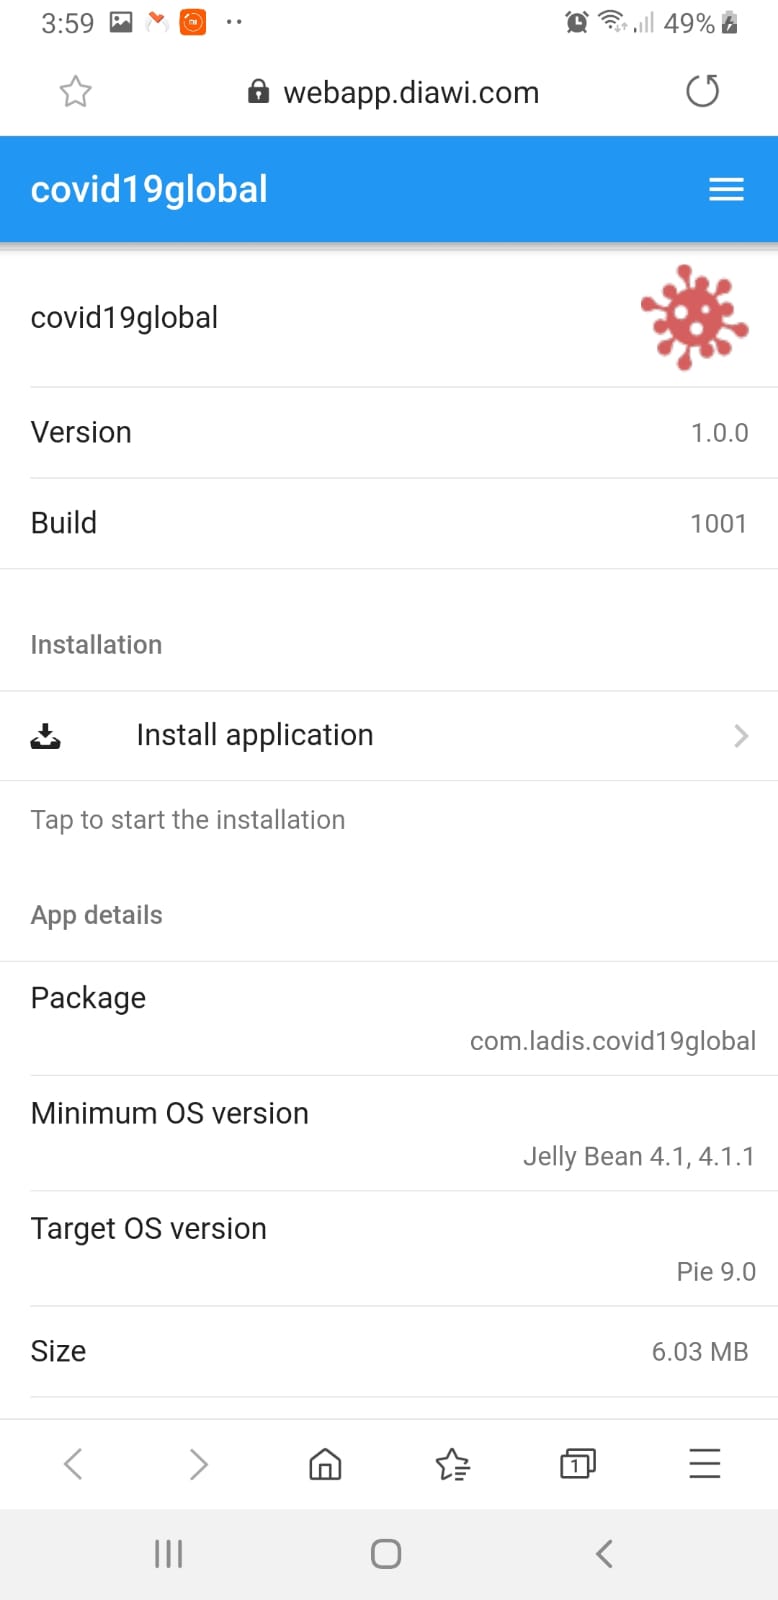 3:59 49%
webapp.diawi.com
covid19global
covid19global
Version 1.0.0
Build 1001
Installation
Install application
Tap to start the installation
App details
Package
com.ladis.covid19global
Minimum OS version
Jelly Bean 4.1, 4.1.1
Target OS version
Pie 9.0
Size 6.03 MB
1